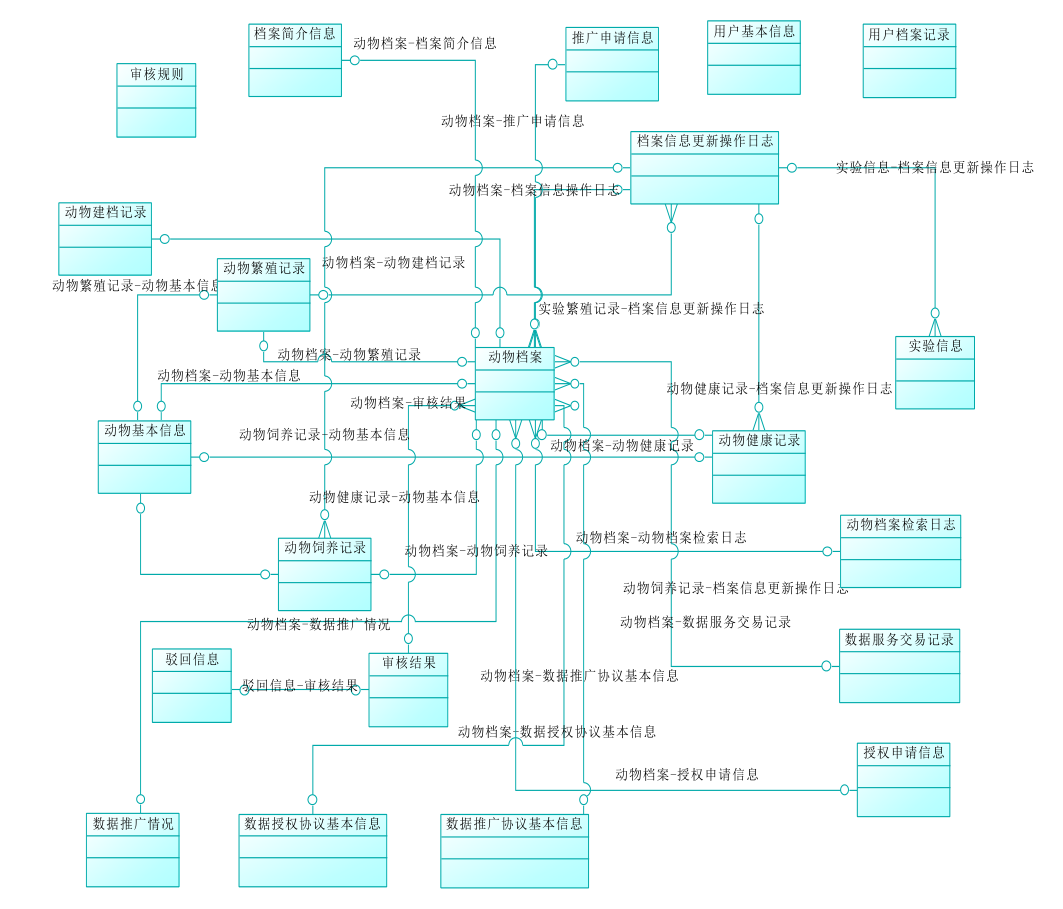 档案简介信息
动物档案-档案简介信息
推广申请信息
用户基本信息
用户档案记录
审核规则
动物档案-推广申请信息
档案信息更新操作日志
实验信息-档案信息更新操作日志
动物档案-档案信息操作日志
动物建档记录
动物档案-动物建档记录
动物繁殖记录
动物繁殖记录-动物基本信息
实验繁殖记录-档案信息更新操作日志
实验信息
动物档案-动物繁殖记录
动物档案
动物档案-动物基本信息
动物健康记录-档案信息更新操作日志
动物档案-审核结果
动物基本信息
动物饲养记录-动物基本信息
动物档案-动物健康记录
动物健康记录
动物健康记录-动物基本信息
动物档案检索日志
动物档案-动物档案检索日志
动物饲养记录
动物档案-动物饲养记录
动物饲养记录-档案信息更新操作日志
动物档案-数据推广情况
动物档案-数据服务交易记录
数据服务交易记录
驳回信息
审核结果
动物档案-数据推广协议基本信息
驳回信息-审核结果
动物档案-数据授权协议基本信息
授权申请信息
动物档案-授权申请信息
数据推广情况
数据授权协议基本信息
数据推广协议基本信息